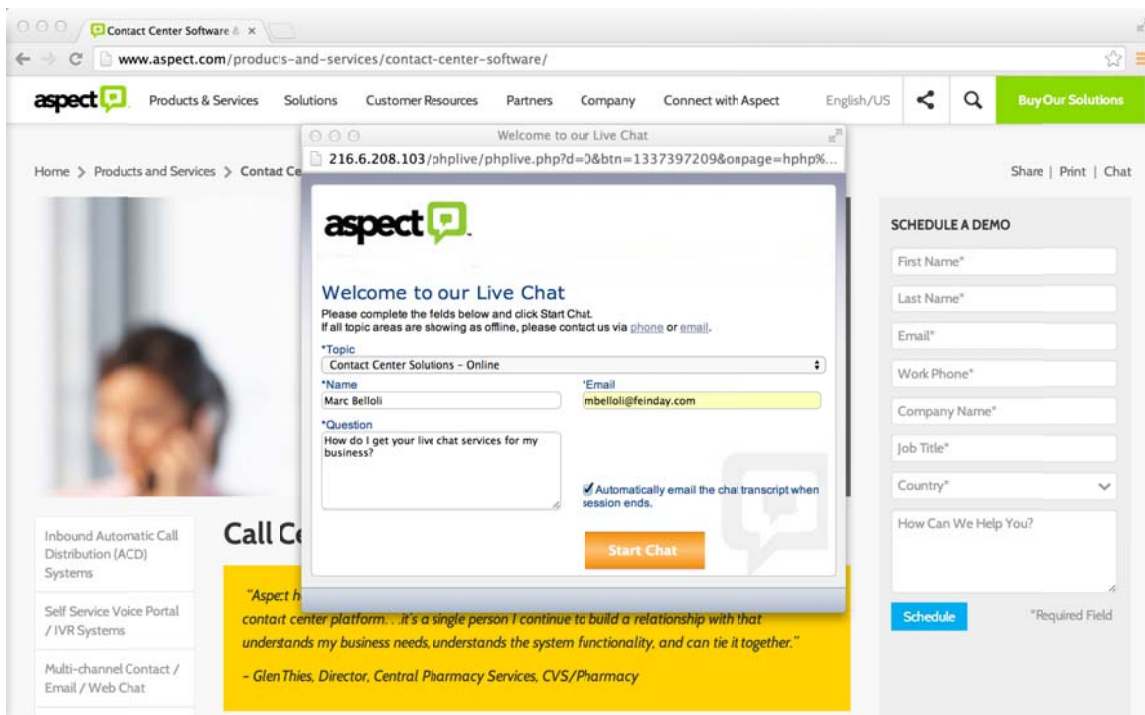 Contact Center Software &
www.aspect.com/products-and-services/contact-center-software/
aspect
Products & Services Solutions Customer Resources Partners Company Connect with Aspect English/US Buy Our Solutions
Home > Products and Services > Contact Ce
Share | Print | Chat
Welcome to our Live Chat
216.6.208.103/phplive/phplive.php?d=0&btn=1337397209&onpage=hphp%...
aspect
Welcome to our Live Chat
Please complete the felds below and click Start Chat.
If all topic areas are showing as offline, please contact us via phone or email.
*Topic
Contact Center Solutions – Online
*Name
Marc Belloli
*Email
mbelloli@feinday.com
*Question
How do I get your live chat services for my
business?
Automatically email the chat transcript when
session ends.
Start Chat
SCHEDULE A DEMO
First Name*
Last Name*
Email*
Work Phone*
Company Name*
Job Title*
Country*
How Can We Help You?
Schedule
*Required Field
Inbound Automatic Call
Distribution (ACD)
Systems
Self Service Voice Portal
/ IVR Systems
Multi-channel Contact /
Email / Web Chat
Call Ce
"Aspect h
contact center platform. . .it's a single person I continue to build a relationship with that
understands my business needs, understands the system functionality, and can tie it together."
– Glen Thies, Director, Central Pharmacy Services, CVS/Pharmacy